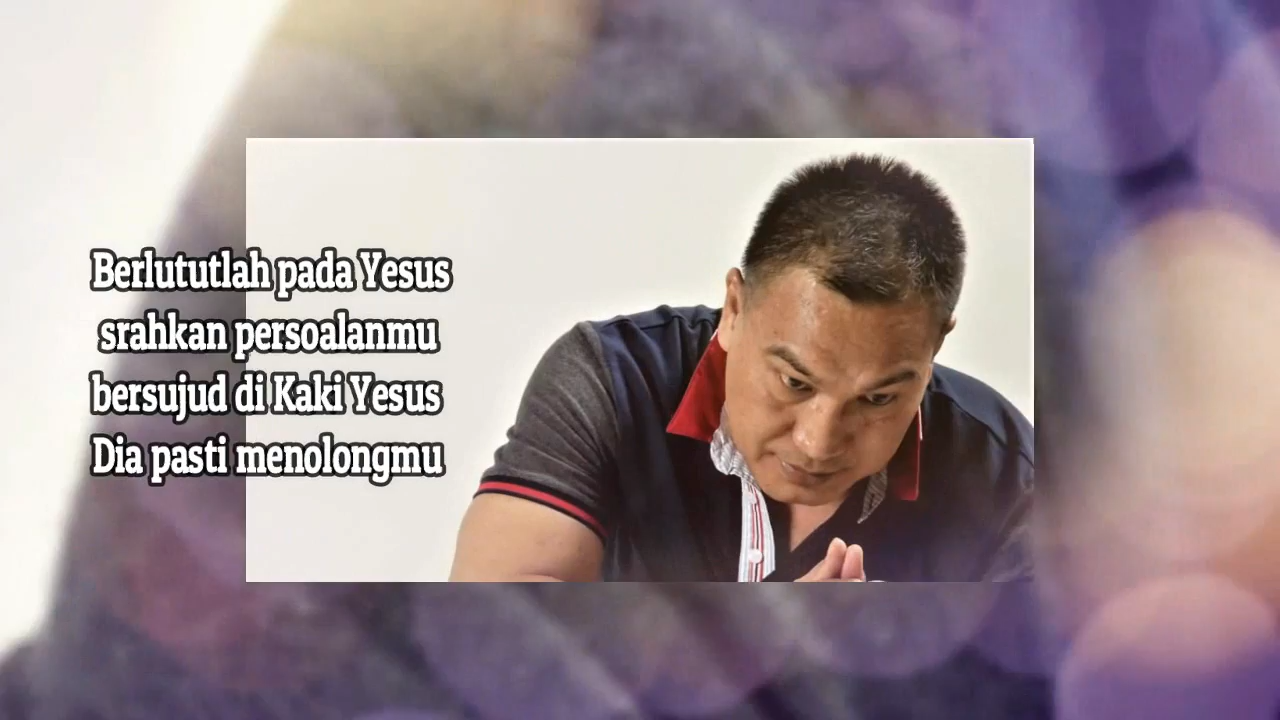 Berlututlah pada Yesus
srahkan persoalanmu
bersujud di Kaki Yesus
Dia pasti menolongmu